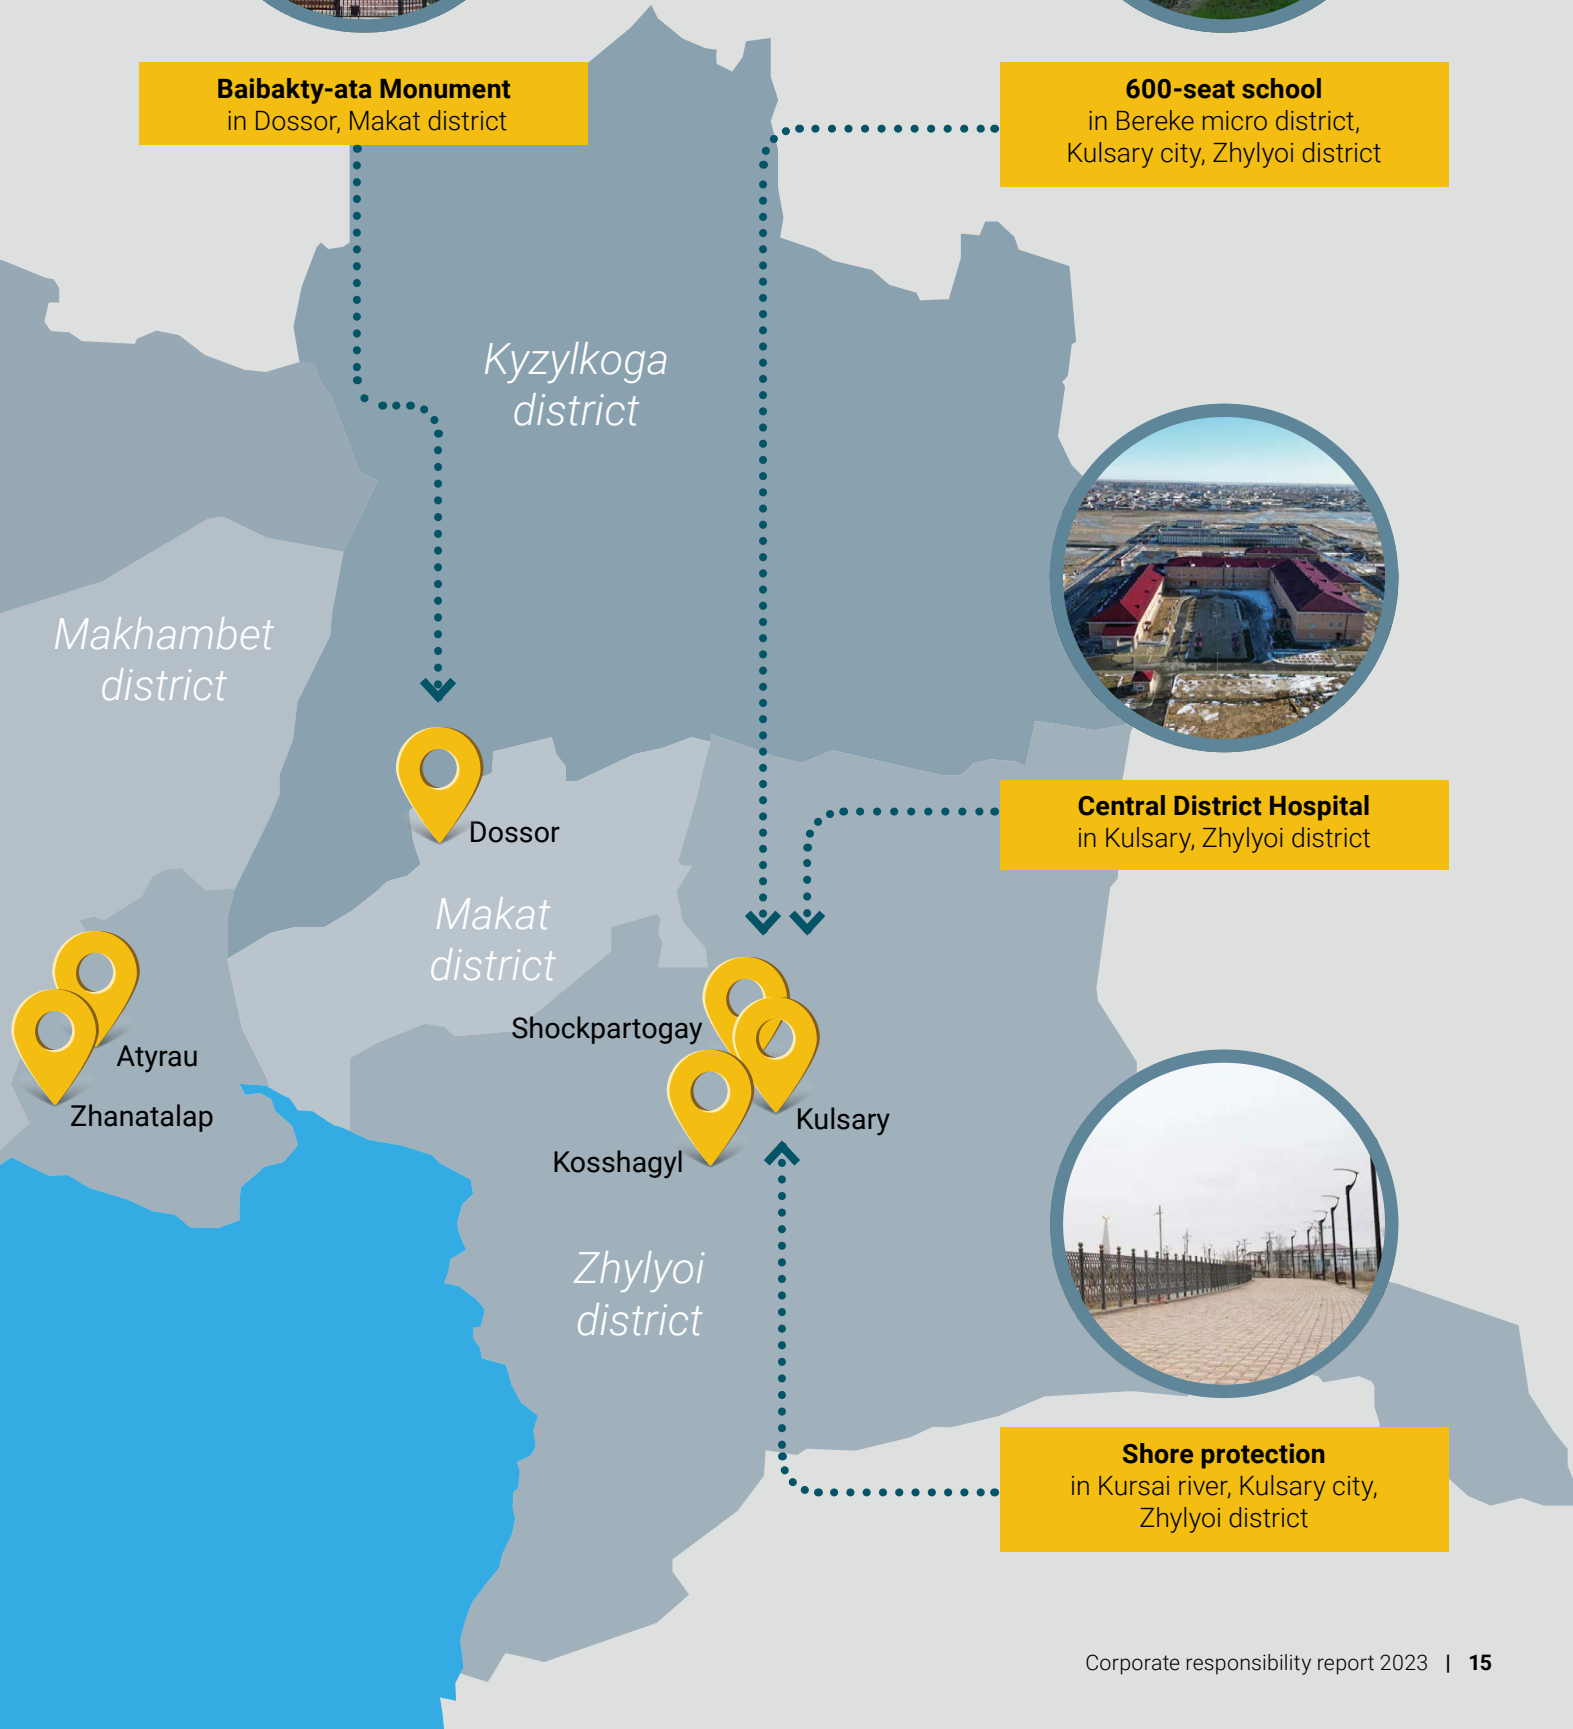 Baibakty-ata Monument
in Dossor, Makat district
600-seat school
in Bereke micro district,
Kulsary city, Zhylyoi district
Kyzylkoga
district
Makhambet
district
Central District Hospital
in Kulsary, Zhylyoi district
Dossor
Makat
district
Shockpartogay
Atyrau
Zhanatalap
Kulsary
Kosshagyl
Zhylyoi
district
Shore protection
in Kursai river, Kulsary city,
Zhylyoi district
Corporate responsibility report 2023 | 15